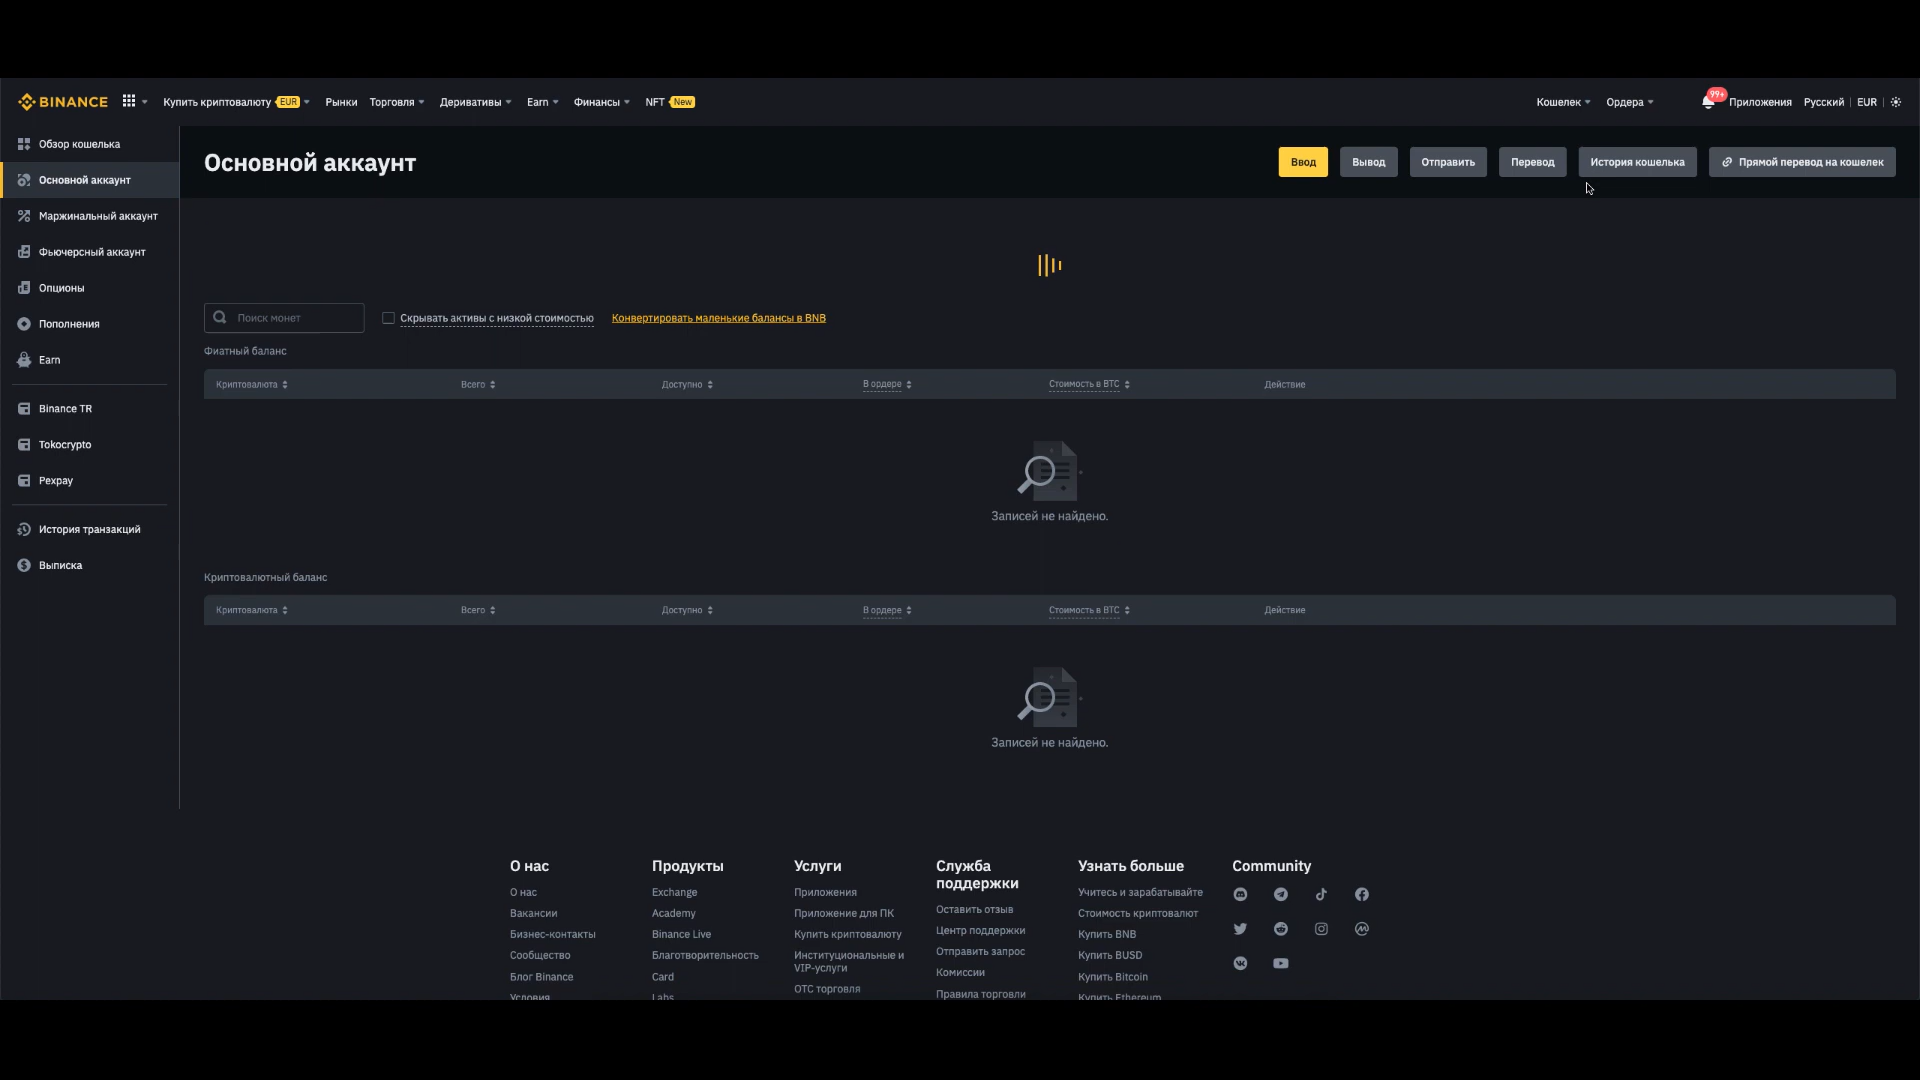 BINANCE Купить криптовалюту EUR Рынки Торговля Деривативы Earn Финансы NFT New Кошелек Ордера 99+ Приложения Русский | EUR
Обзор кошелька
Основной аккаунт
Маржинальный аккаунт
Фьючерсный аккаунт
Опционы
Пополнения
Earn
Binance TR
Tokocrypto
Pexpay
История транзакций
Выписка
Основной аккаунт
Ввод Вывод Отправить Перевод История кошелька Прямой перевод на кошелек
Поиск монет Скрывать активы с низкой стоимостью Конвертировать маленькие балансы в BNB
Фиатный баланс
Криптовалюта Всего Доступно В ордере Стоимость в BTC Действие
Записей не найдено.
Криптовалютный баланс
Криптовалюта Всего Доступно В ордере Стоимость в BTC Действие
Записей не найдено.
О нас
О нас
Вакансии
Бизнес-контакты
Сообщество
Блог Binance
Условия
Продукты
Exchange
Academy
Binance Live
Благотворительность
Card
Labs
Услуги
Приложения
Приложение для ПК
Купить криптовалюту
Институциональные и
VIP-услуги
OTC торговля
Служба
поддержки
Оставить отзыв
Центр поддержки
Отправить запрос
Комиссии
Правила торговли
Узнать больше
Учитесь и зарабатывайте
Стоимость криптовалют
Купить BNB
Купить BUSD
Купить Bitcoin
Купить Ethereum
Community